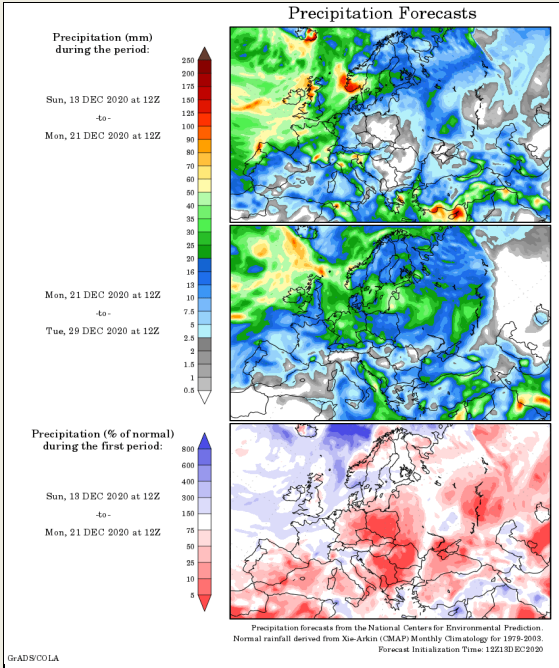 Precipitation Forecasts
Precipitation (mm)
during the period:
Sun, 13 DEC 2020 at 12Z
-to-
Mon, 21 DEC 2020 at 12Z
250
200
175
150
125
100
90
80
70
60
50
40
35
30
25
20
16
13
10
7.5
5
2.5
2
1.5
1
0.5
Mon, 21 DEC 2020 at 12Z
-to-
Tue, 29 DEC 2020 at 12Z
Precipitation (% of normal)
during the first period:
Sun, 13 DEC 2020 at 12Z
-to-
Mon, 21 DEC 2020 at 12Z
800
600
400
300
150
75
50
25
10
5
Precipitation forecasts from the National Centers for Environmental Prediction.
Normal rainfall derived from Xie-Arkin (CMAP) Monthly Climatology for 1979-2003.
Forecast Initialization Time: 12Z13DEC2020
GrADS/COLA